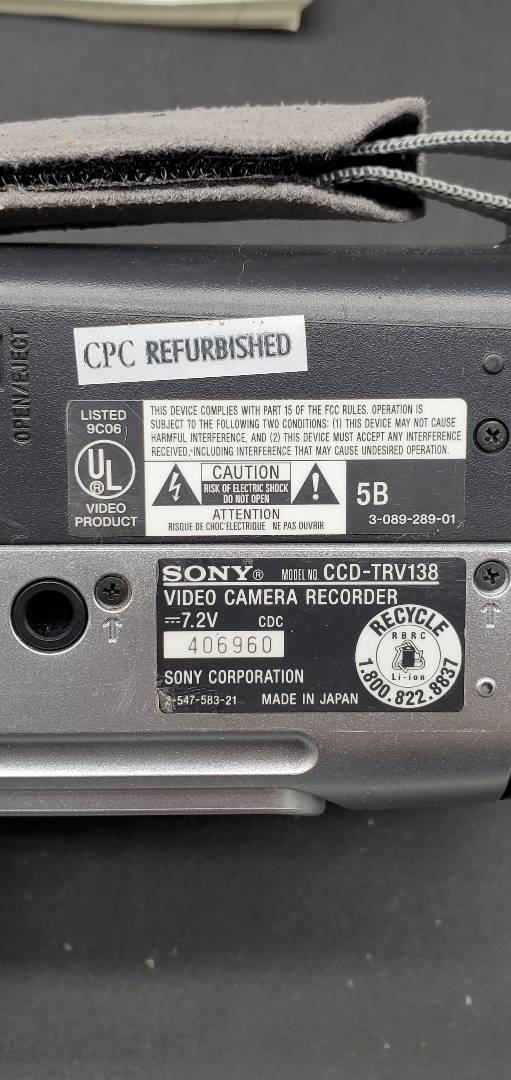 OPEN/EJECT
CPC REFURBISHED
LISTED
9C06
UL
®
VIDEO
PRODUCT
THIS DEVICE COMPLIES WITH PART 15 OF THE FCC RULES. OPERATION IS
SUBJECT TO THE FOLLOWING TWO CONDITIONS: (1) THIS DEVICE MAY NOT CAUSE
HARMFUL INTERFERENCE, AND (2) THIS DEVICE MUST ACCEPT ANY INTERFERENCE
RECEIVED, INCLUDING INTERFERENCE THAT MAY CAUSE UNDESIRED OPERATION.
CAUTION
RISK OF ELECTRIC SHOCK
DO NOT OPEN
ATTENTION
RISQUE DE CHOC ELECTRIQUE NE PAS OUVRIR
5B
3-089-289-01
SONY® MODEL NO. CCD-TRV138
VIDEO CAMERA RECORDER
⎓7.2V CDC
406960
SONY CORPORATION
-547-583-21 MADE IN JAPAN
RECYCLE
RBRC
Li-ion
1.800.822.8837